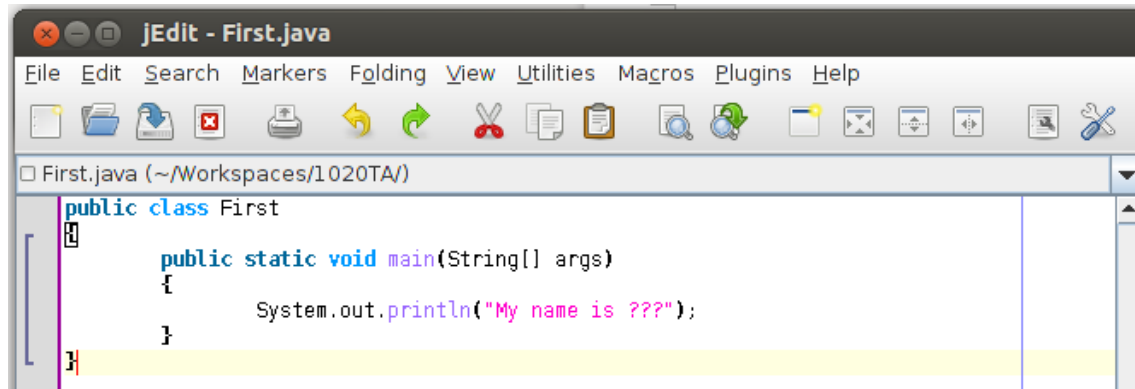 jEdit - First.java
File Edit Search Markers Folding View Utilities Macros Plugins Help
First.java (~/Workspaces/1020TA/)
public class First
{
public static void main(String[] args)
{
System.out.println("My name is ???");
}
}